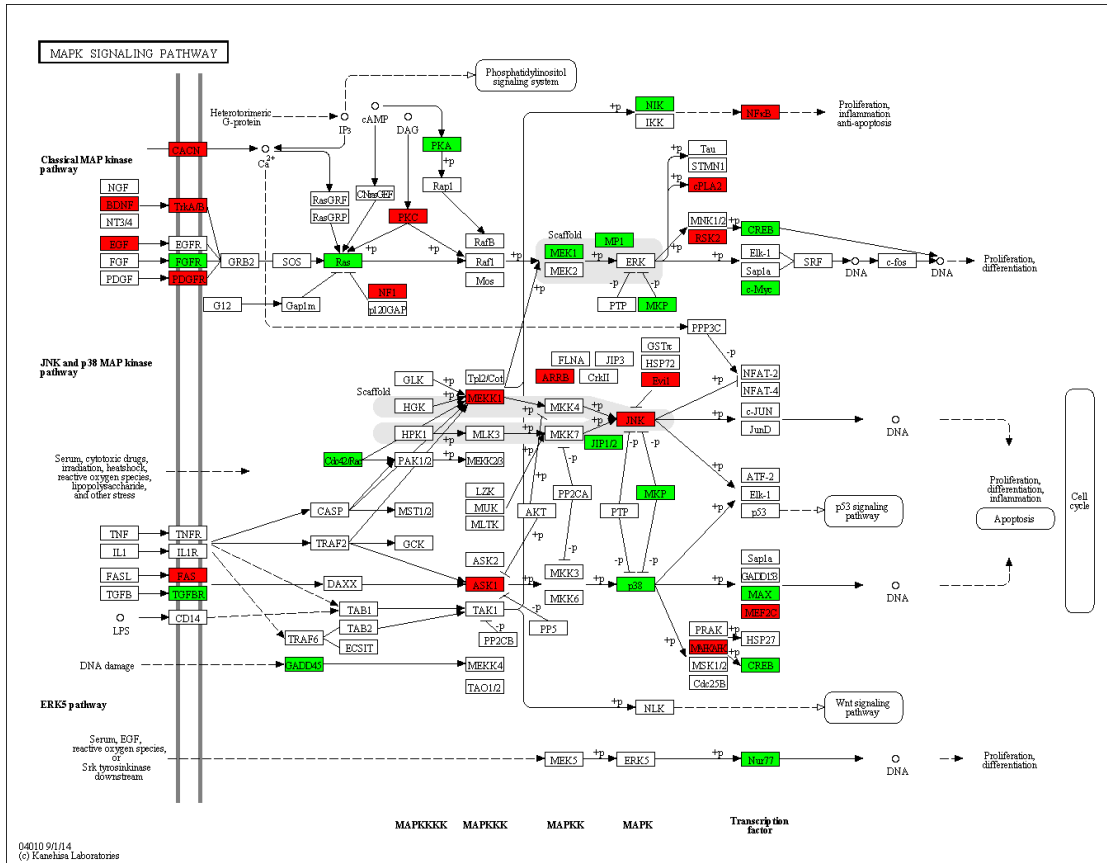 MAPK SIGNALING PATHWAY
Phosphatidylinositol
signaling system
Heterotrimeric
G-protein
IP3
cAMP
DAG
Ca2+
PKA
+p
Rap1
NIK
IKK
+p
NFκB
Proliferation,
inflammation
anti-apoptosis
Classical MAP kinase
pathway
CACN
NGF
BDNF
NT3/4
EGF
FGF
PDGF
TrkA/B
EGFR
FGFR
PDGFR
GRB2
SOS
G12
Gap1m
RasGRF
RasGRP
CNrasGEF
PKC
Ras
NF1
p120GAP
+p
+p
+p
RafB
Raf1
Mos
+p
+p
Scaffold
MEK1
MEK2
MP1
+p
ERK
PTP
MKP
-p
-p
+p
+p
+p
+p
Tau
STMN1
cPLA2
MNK1/2
RSK2
+p
CREB
Elk-1
Sap1a
c-Myc
SRF
DNA
c-fos
DNA
Proliferation,
differentiation
PPP3C
-p
-p
NFAT-2
NFAT-4
JNK and p38 MAP kinase
pathway
Scaffold
GLK
HGK
HPK1
Cdc42/Rac
PAK1/2
+p
+p
+p
+p
Tpl2/Cot
MEKK1
MLK3
MEKK2/3
LZK
MUK
MLTK
FLNA
JIP3
ARRB
CrkII
GSTπ
HSP72
Evi1
+p
+p
MKK4
MKK7
+p
+p
JNK
JIP1/2
+p
c-JUN
JunD
DNA
Serum, cytotoxic drugs,
irradiation, heatshock,
reactive oxygen species,
lipopolysaccharide,
and other stress
-p
PP2CA
AKT
+p
-p
-p
-p
MKP
PTP
-p
-p
ATF-2
Elk-1
p53
p53 signaling
pathway
Proliferation,
differentiation,
inflammation
Apoptosis
Cell
cycle
CASP
MST1/2
TNF
TNFR
TRAF2
GCK
IL1
IL1R
FASL
FAS
DAXX
ASK2
ASK1
+p
MKK3
MKK6
+p
p38
+p
Sap1a
GADD153
MAX
MEF2C
DNA
TGFB
TGFBR
LPS
CD14
TAB1
TAB2
TRAF6
ECSIT
TAK1
-p
-p
PP2CB
PP5
+p
PRAK
MSK1/2
Cdc25B
+p
+p
HSP27
CREB
DNA damage
GADD45
MEKK4
TAO1/2
ERK5 pathway
+p
NLK
Wnt signaling
pathway
Serum, EGF,
reactive oxygen species,
or
Srk tyrosinkinase
downstream
MEK5
+p
ERK5
+p
Nur77
DNA
Proliferation,
differentiation
MAPKKKK
MAPKKK
MAPKK
MAPK
Transcription
factor
04010 9/1/14
(c) Kanehisa Laboratories